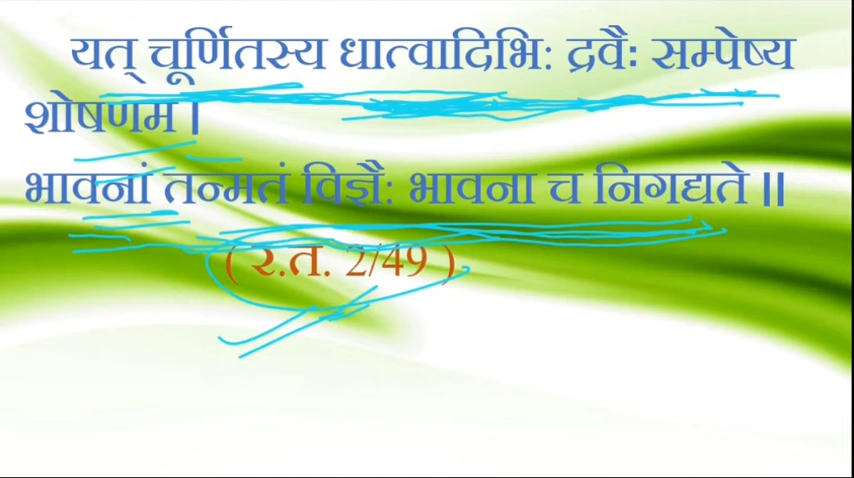 यत् चूर्णितस्य धात्वादिभि: द्रवैः सम्पेष्य
शोषणम ।
भावनां तन्मतं विज्ञै: भावना च निगद्यते ॥
( र.त. 2/49 )